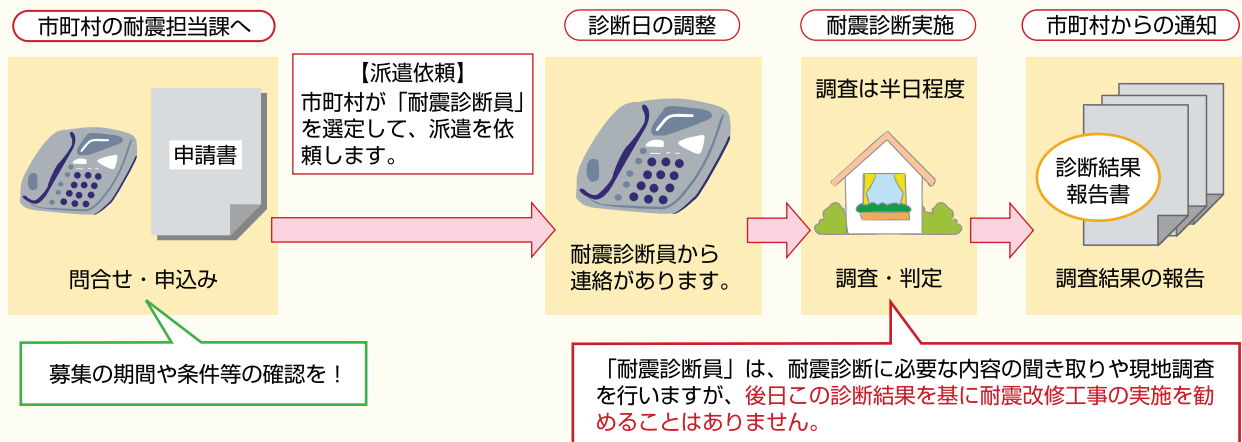 市町村の耐震担当課へ
申請書
問合せ・申込み
募集の期間や条件等の確認を！
【派遣依頼】
市町村が「耐震診断員」
を選定して、派遣を依
頼します。
診断日の調整
耐震診断員から
連絡があります。
耐震診断実施
調査は半日程度
調査・判定
「耐震診断員」は、耐震診断に必要な内容の聞き取りや現地調査
を行いますが、後日この診断結果を基に耐震改修工事の実施を勧
めることはありません。
市町村からの通知
診断結果
報告書
調査結果の報告